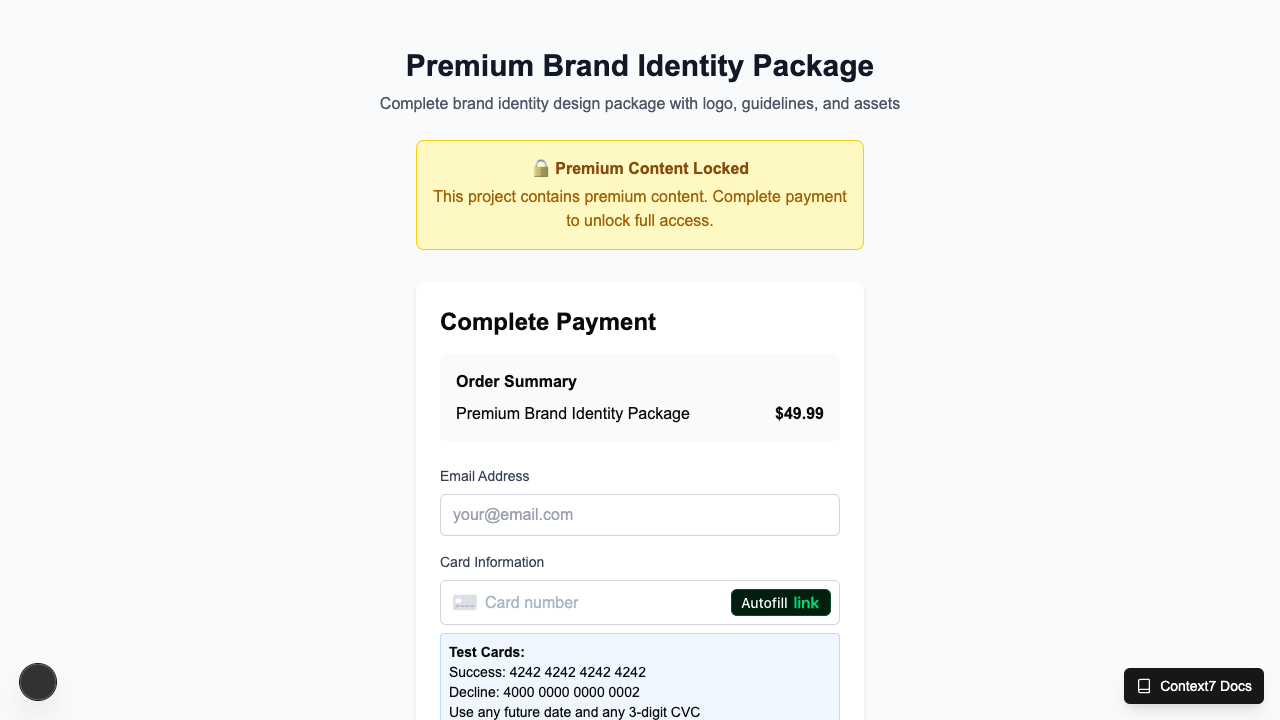 Premium Brand Identity Package
Complete brand identity design package with logo, guidelines, and assets
🔒 Premium Content Locked
This project contains premium content. Complete payment
to unlock full access.
Complete Payment
Order Summary
Premium Brand Identity Package $49.99
Email Address
your@email.com
Card Information
Card number Autofill link
Test Cards:
Success: 4242 4242 4242 4242
Decline: 4000 0000 0000 0002
Use any future date and any 3-digit CVC
Context7 Docs